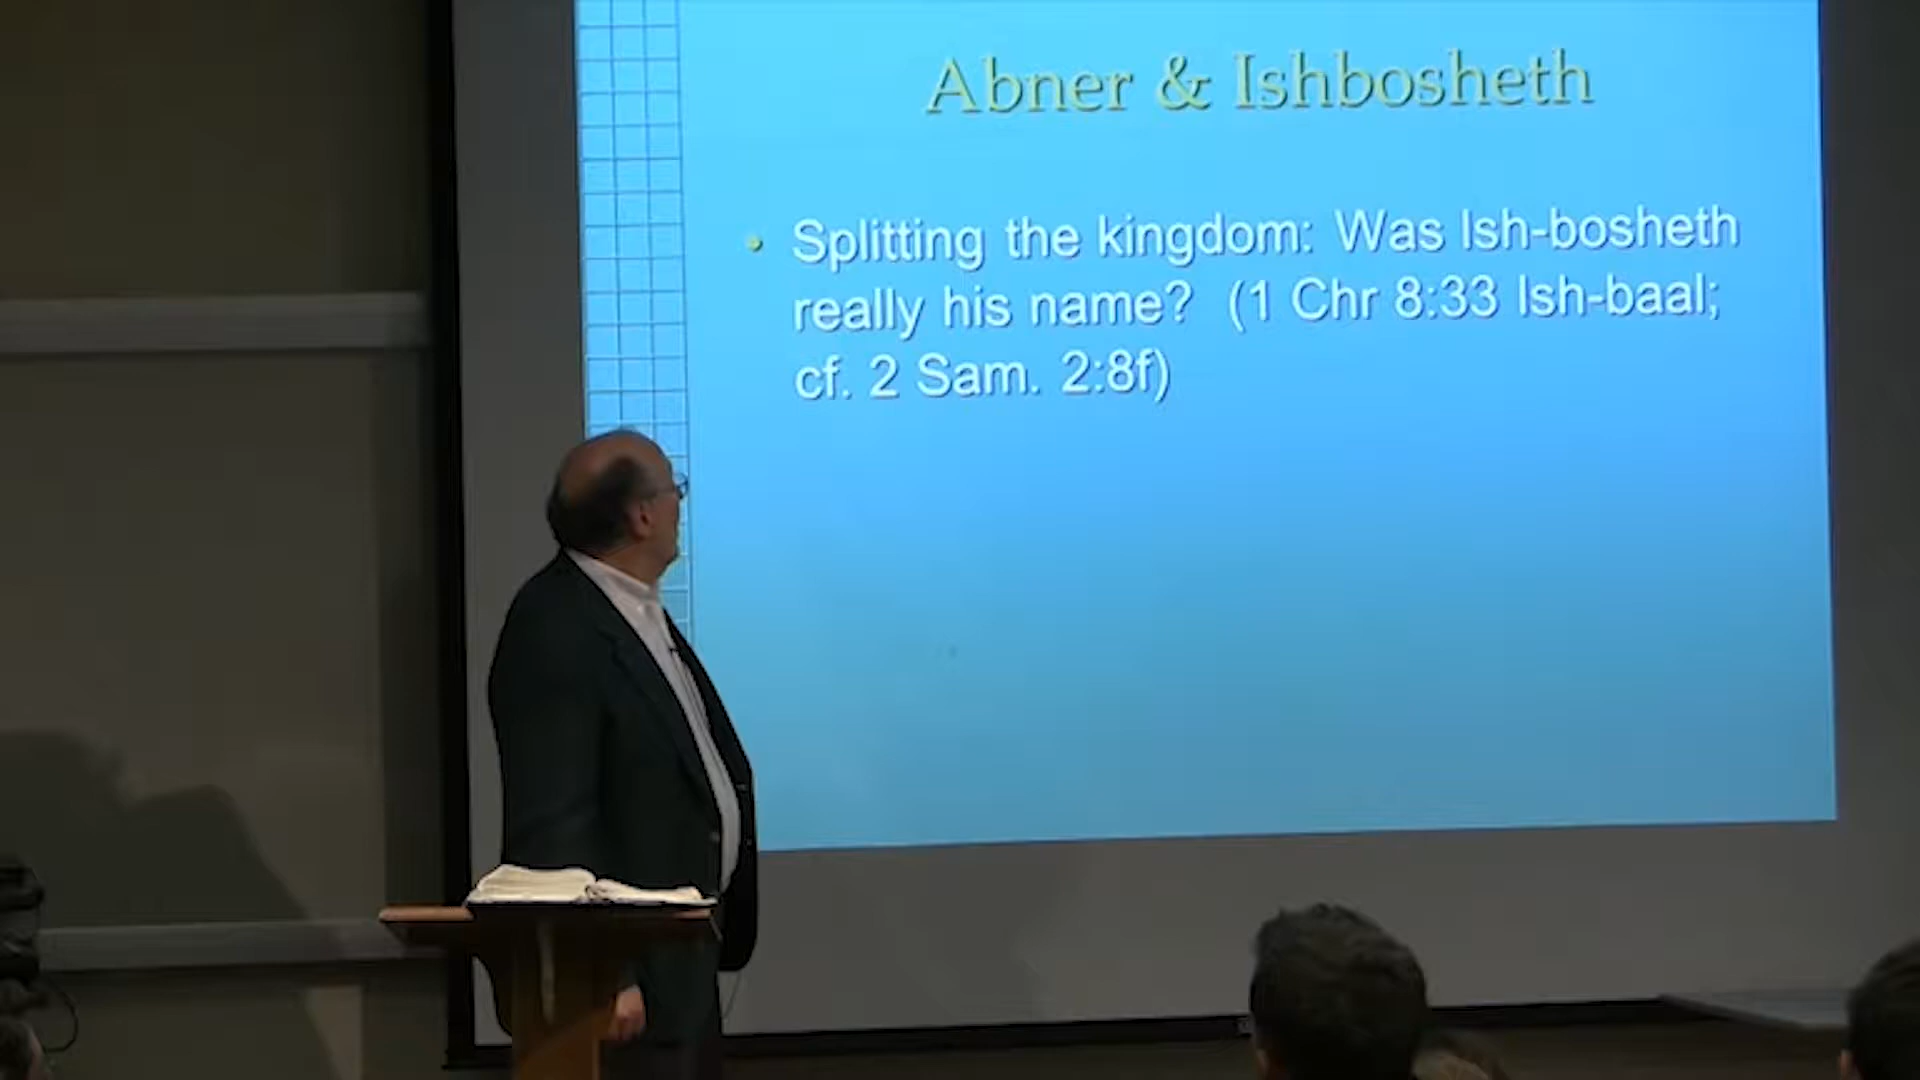 Abner & Ishbosheth
• Splitting the kingdom: Was Ish-bosheth
really his name? (1 Chr 8:33 Ish-baal;
cf. 2 Sam. 2:8f)